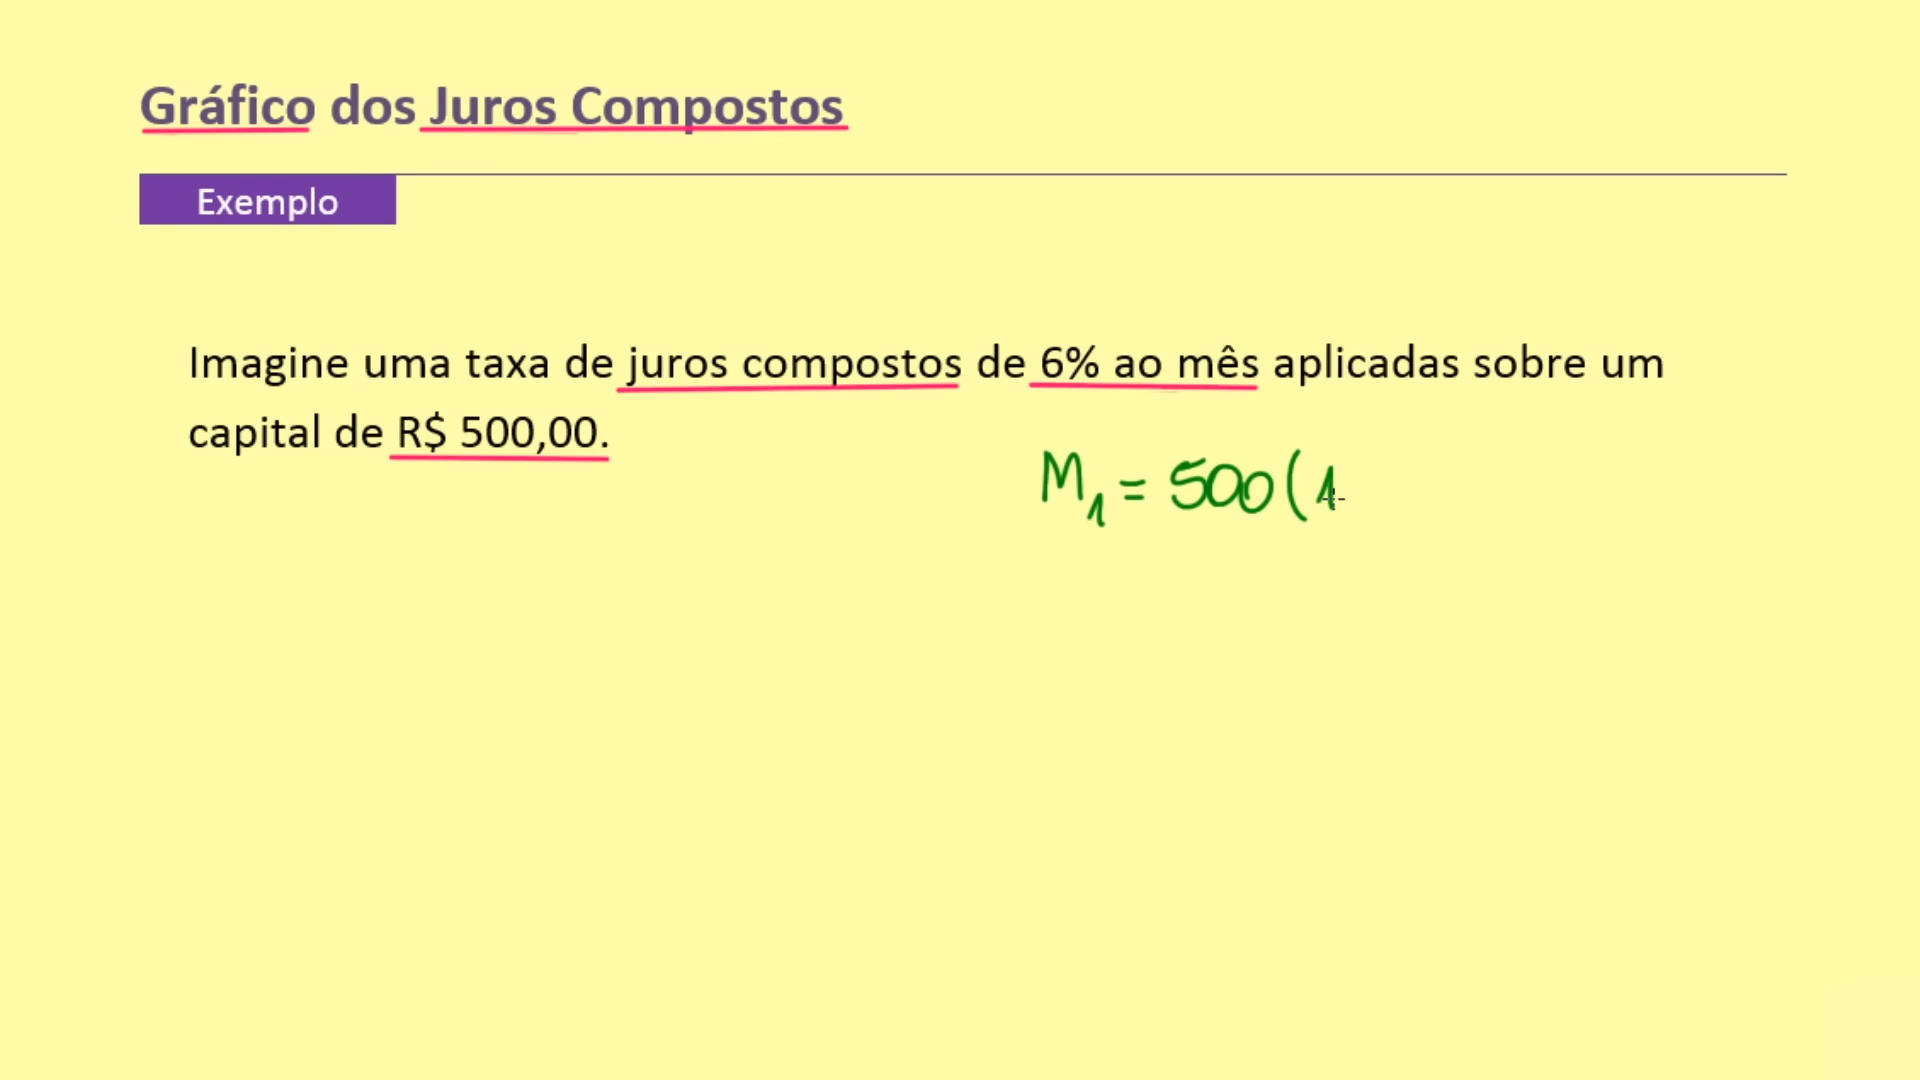 Gráfico dos Juros Compostos
Exemplo
Imagine uma taxa de juros compostos de 6% ao mês aplicadas sobre um
capital de R$ 500,00.
M₁ = 500 (1